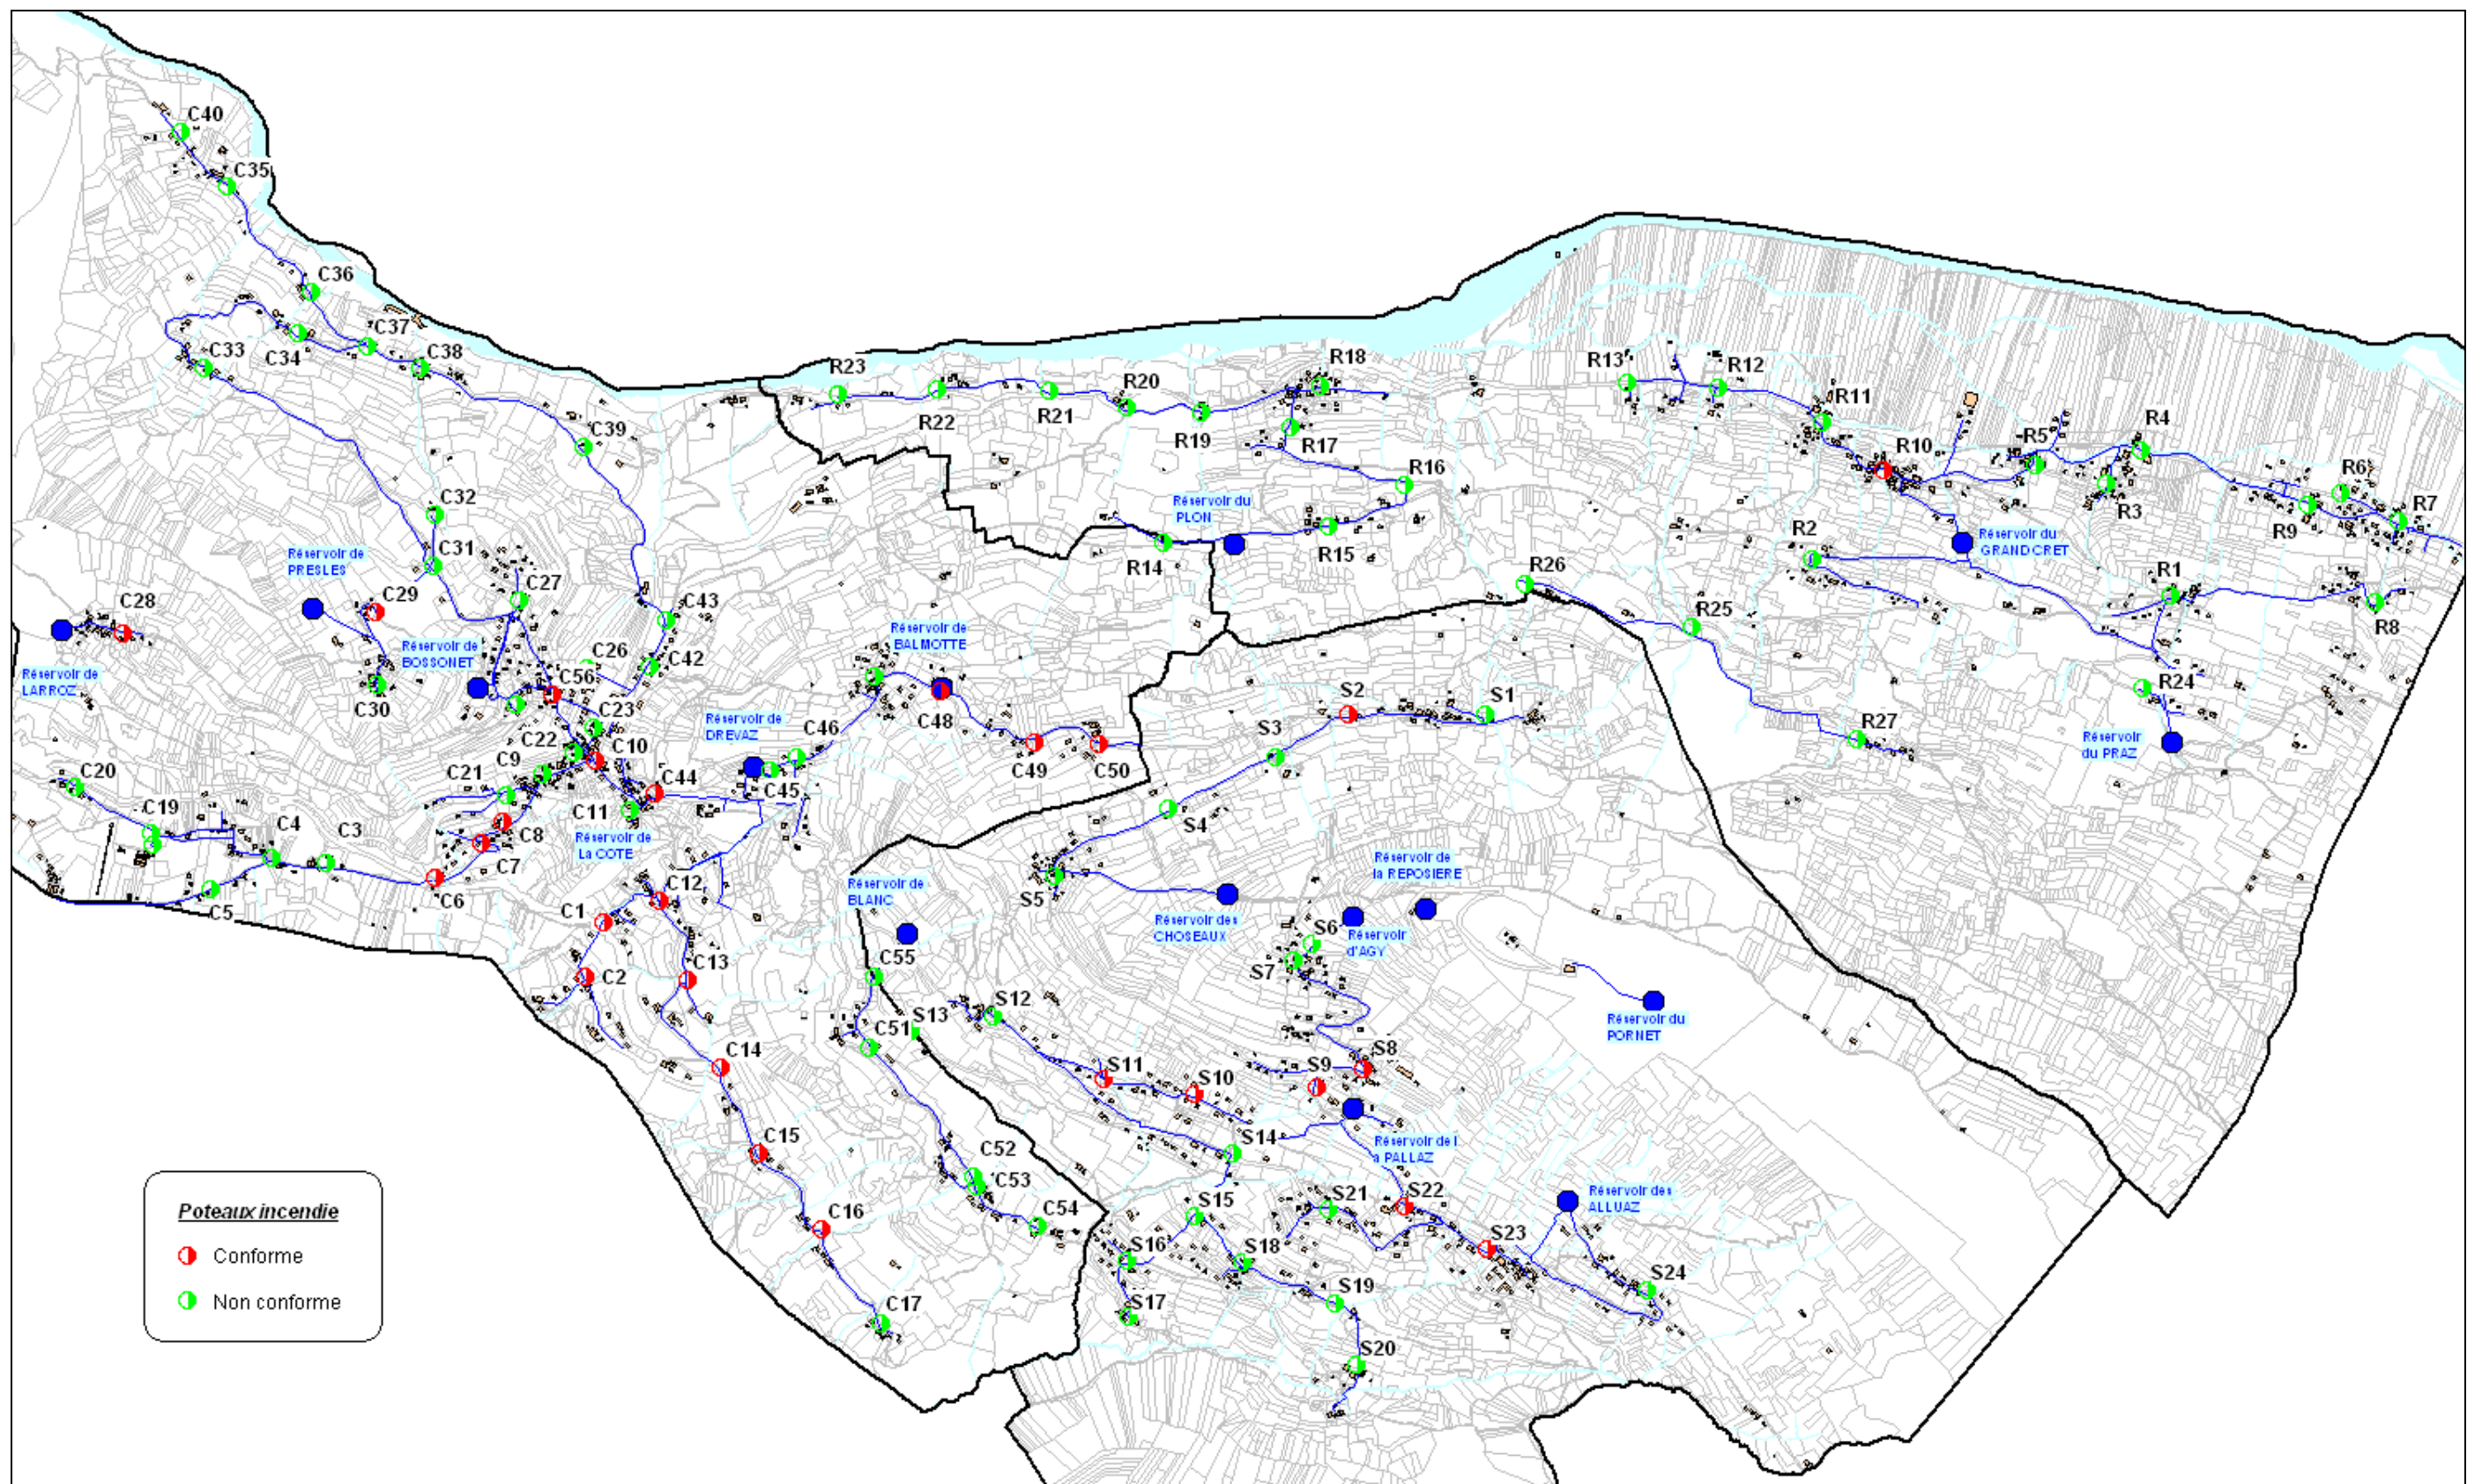 C40
C35
C36
C37
C34
C38
C33
R23
R22
R21
R20
R19
R18
R17
R16
R13
R12
R11
R10
R5
R4
R3
R6
R9
R7
C39
C32
C31
Réservoir de
PRESLES
C29
C28
Réservoir de
LARROZ
C30
Réservoir de
BOSSONET
C27
C26
C43
C42
C56
C23
C22
C10
C9
C21
C11
C44
Réservoir de
La COTE
Réservoir de
DREVAZ
C46
C45
Réservoir de
BALMOTTE
C48
C49
C50
Réservoir du
PLON
R14
R15
R26
R25
R2
Réservoir du
GRAND CRET
R1
R8
R24
Réservoir
du PRAZ
R27
S2
S1
S3
S4
S5
C20
C19
C4
C3
C5
C6
C7
C8
C12
C1
C2
C13
C14
C15
C16
C17
Réservoir de
BLANC
C55
C51
S13
S12
C52
C53
C54
Réservoir des
CHOSEAUX
Réservoir de
la REPOSIERE
S6
Réservoir
d'AGY
S7
S8
S9
S10
S11
S14
Réservoir du
PORNET
Réservoir de l
a PALLAZ
S15
S16
S17
S18
S19
S20
S21
S22
S23
S24
Réservoir des
ALLUAZ
Poteaux incendie
Conforme
Non conforme